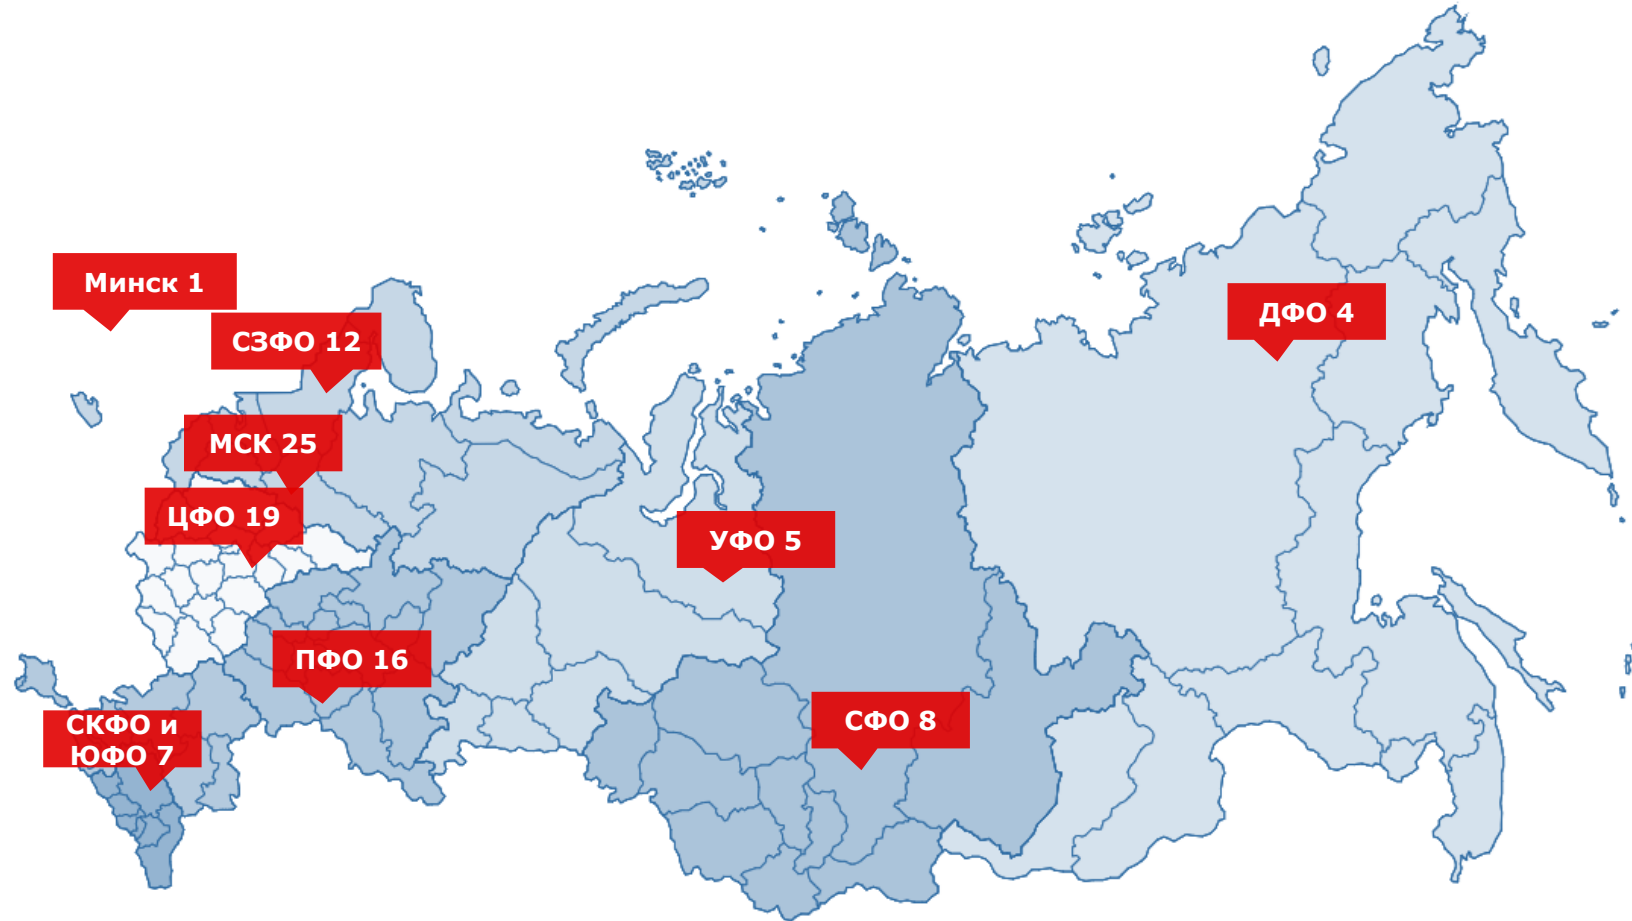 Минск 1
СЗФО 12
ДФО 4
МСК 25
ЦФО 19
УФО 5
ПФО 16
СФО 8
СКФО и
ЮФО 7